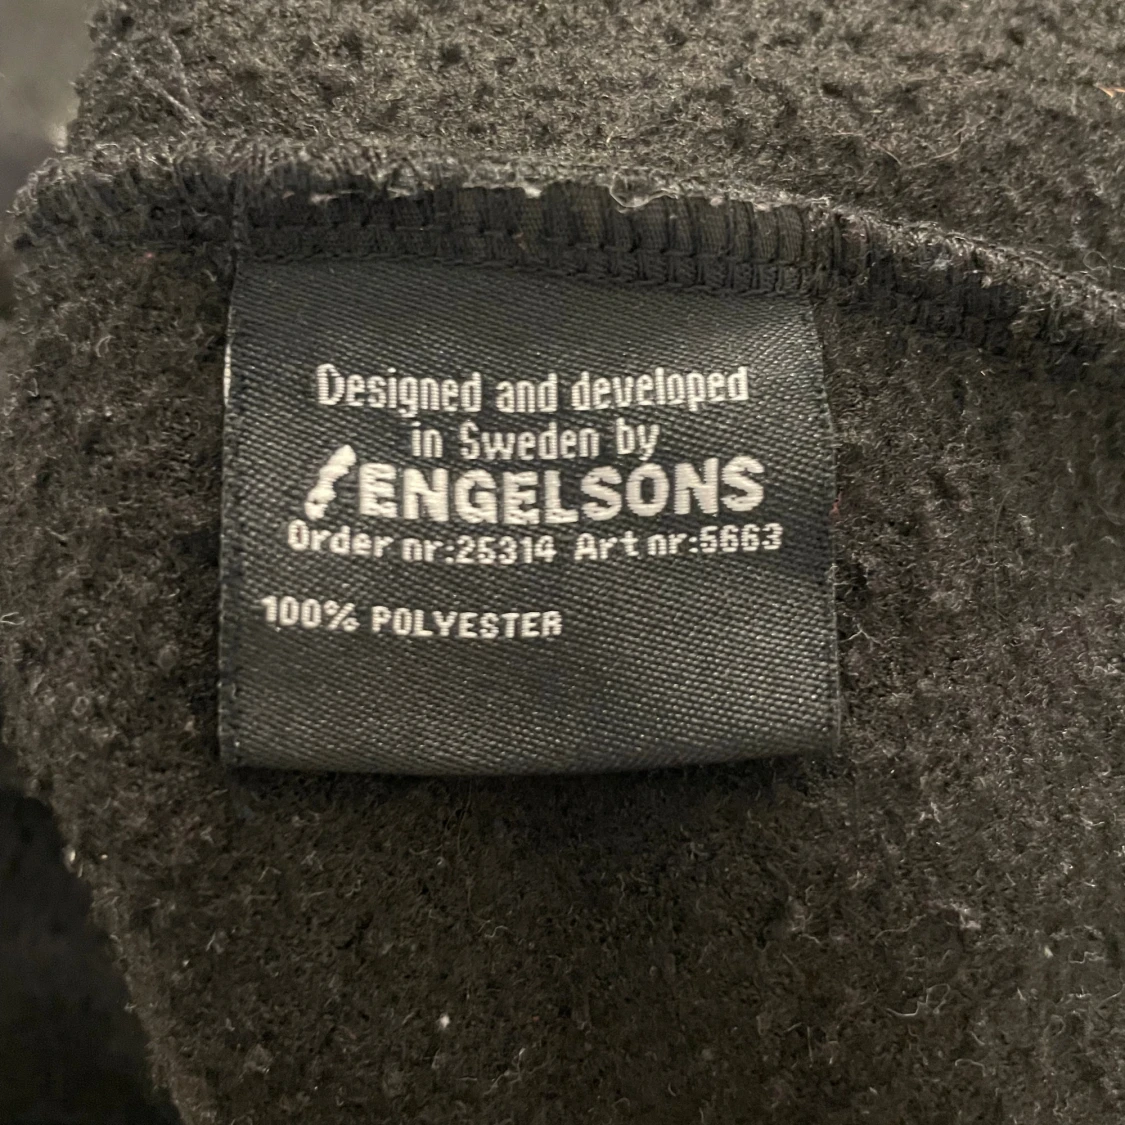 Designed and developed
in Sweden by
ENGELSONS
Order nr:25314 Art nr:5663
100% POLYESTER